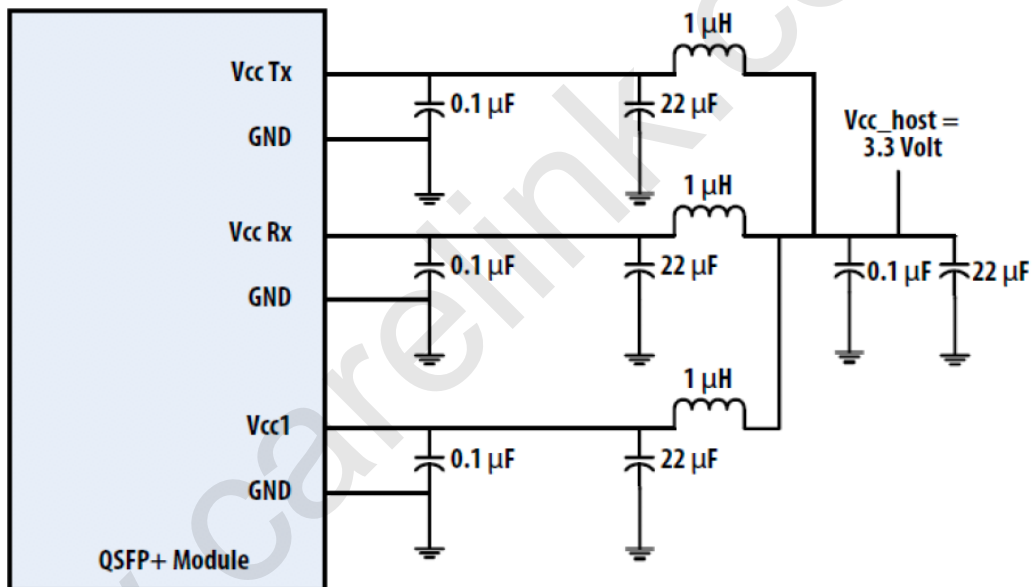 1 μH
Vcc Tx
0.1 μF
22 μF
GND
Vcc_host =
3.3 Volt
1 μH
Vcc Rx
0.1 μF
22 μF
0.1 μF
22 μF
GND
1 μH
Vcc1
0.1 μF
22 μF
GND
QSFP+ Module
carelink.c